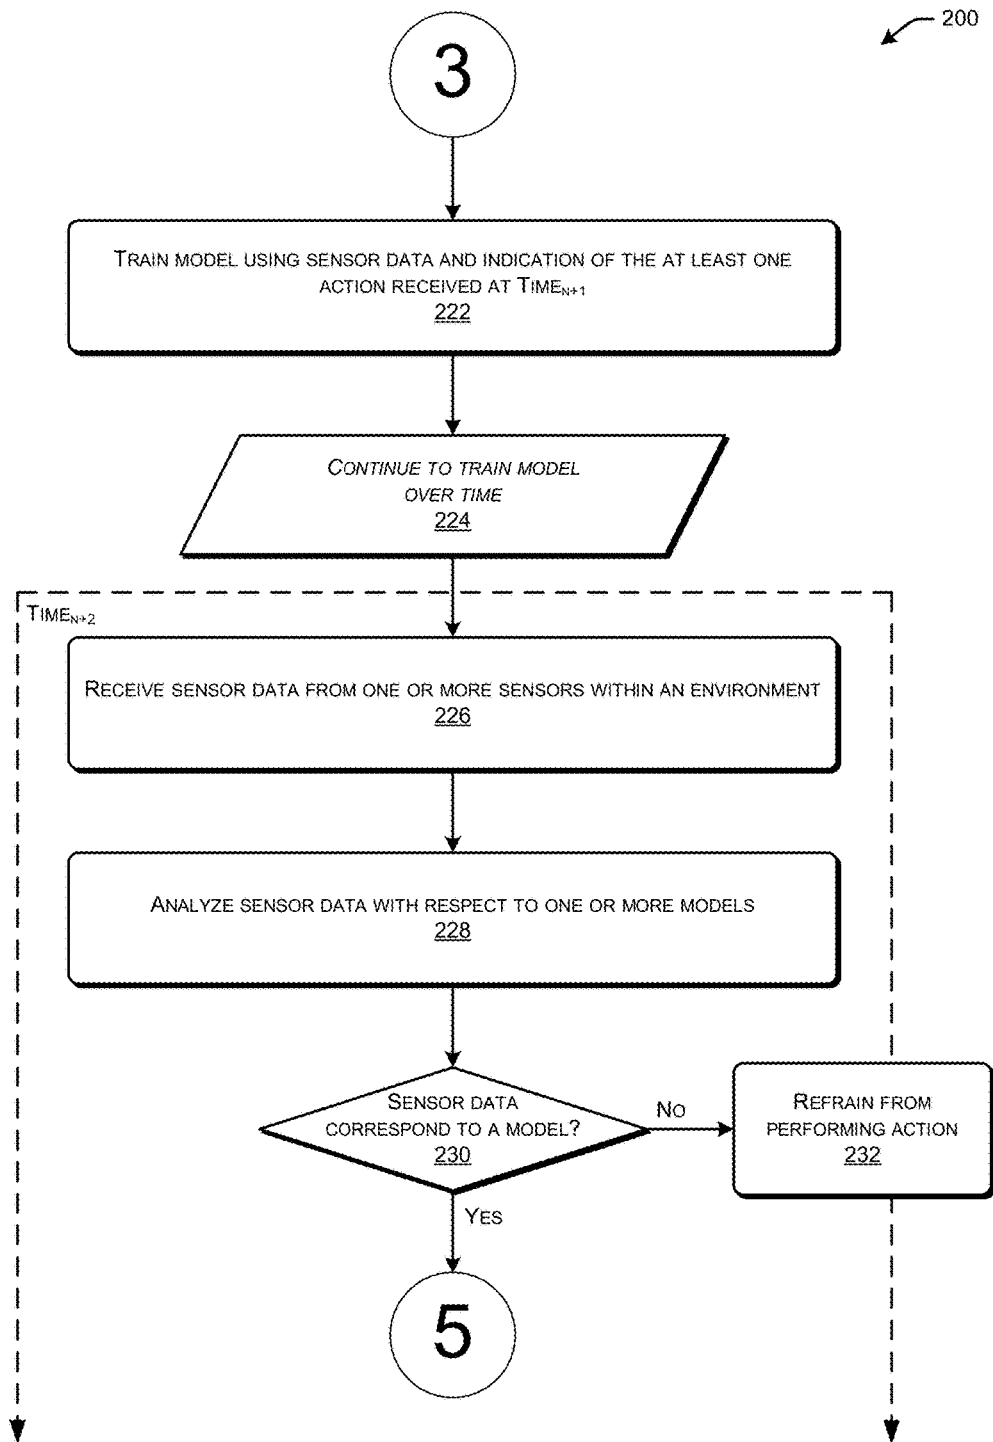 200
3
TRAIN MODEL USING SENSOR DATA AND INDICATION OF THE AT LEAST ONE
ACTION RECEIVED AT TIMEN+1
222
CONTINUE TO TRAIN MODEL
OVER TIME
224
TIMEN+2
RECEIVE SENSOR DATA FROM ONE OR MORE SENSORS WITHIN AN ENVIRONMENT
226
ANALYZE SENSOR DATA WITH RESPECT TO ONE OR MORE MODELS
228
SENSOR DATA
CORRESPOND TO A MODEL?
230
NO
REFRAIN FROM
PERFORMING ACTION
232
YES
5